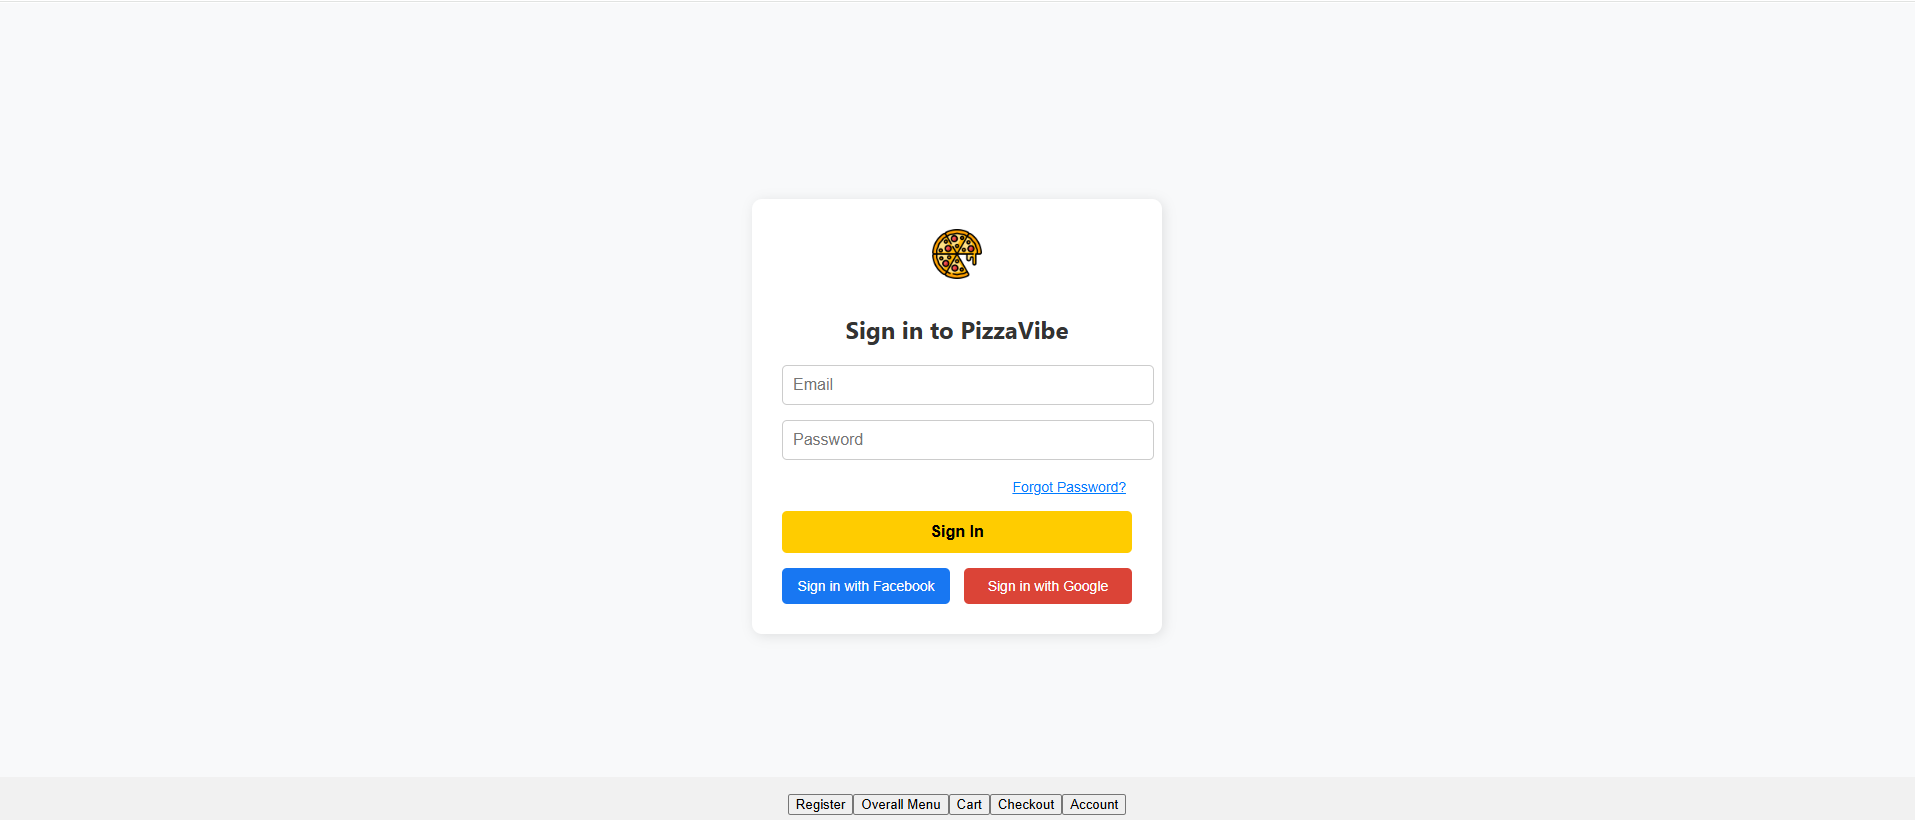 Sign in to PizzaVibe
Email
Password
Forgot Password?
Sign In
Sign in with Facebook Sign in with Google
Register Overall Menu Cart Checkout Account